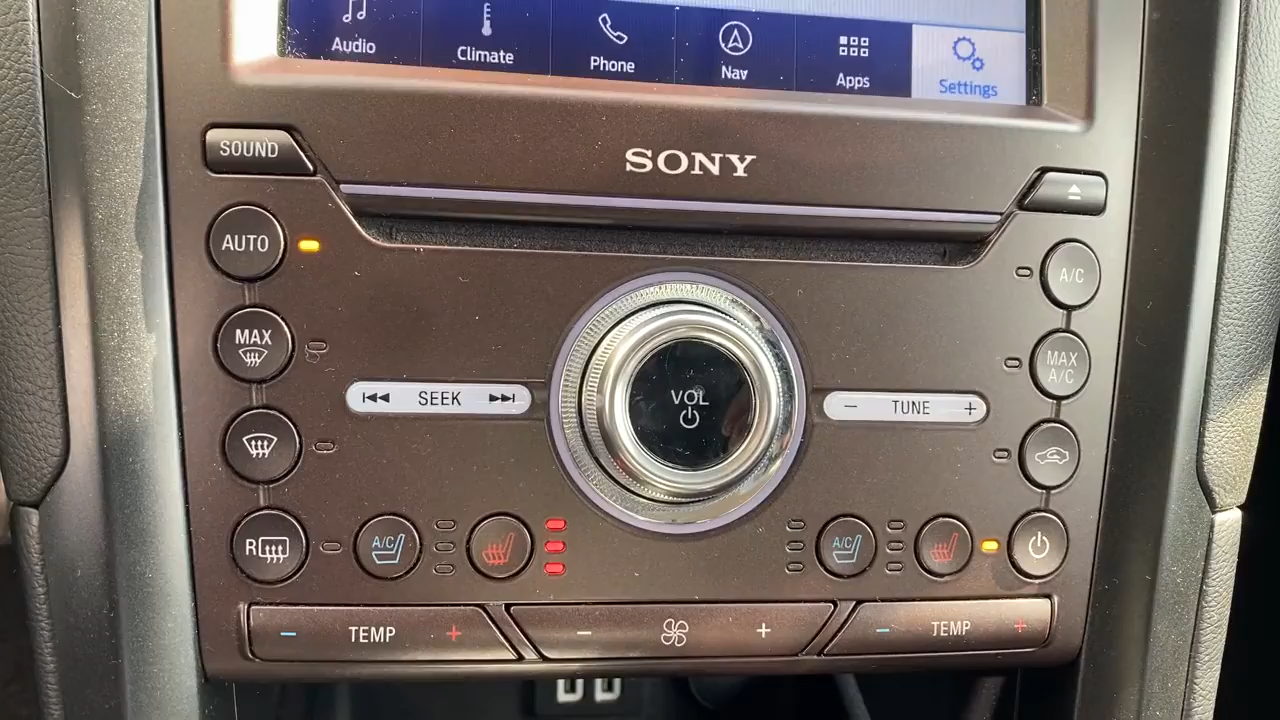 Audio
Climate
Phone
Nav
Apps
Settings
SOUND
SONY
AUTO
A/C
MAX
MAX
A/C
SEEK
VOL
− TUNE +
R
A/C
A/C
− TEMP +
− +
− TEMP +